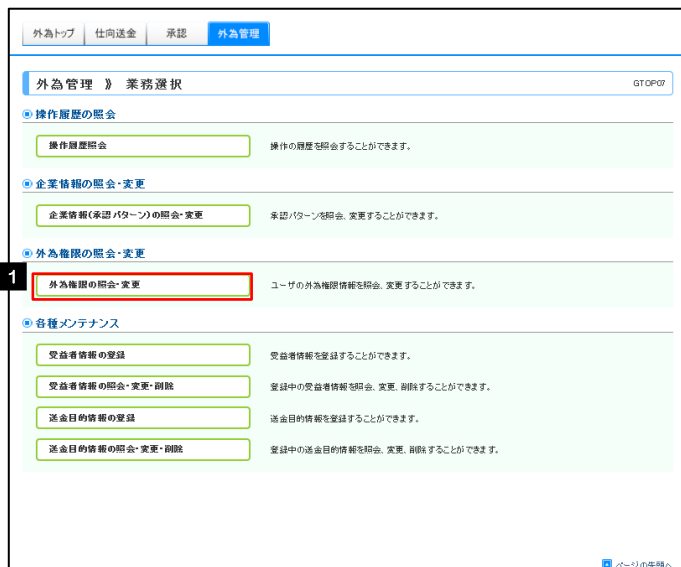 外為トップ 仕向送金 承認 外為管理
外為管理 》 業務選択 GTOP07
操作履歴の照会
操作履歴照会 操作の履歴を照会することができます。
企業情報の照会・変更
企業情報(承認パターン)の照会・変更 承認パターンを照会、変更することができます。
外為権限の照会・変更
1
外為権限の照会・変更 ユーザの外為権限情報を照会、変更することができます。
各種メンテナンス
受益者情報の登録 受益者情報を登録することができます。
受益者情報の照会・変更・削除 登録中の受益者情報を照会、変更、削除することができます。
送金目的情報の登録 送金目的情報を登録することができます。
送金目的情報の照会・変更・削除 登録中の送金目的情報を照会、変更、削除することができます。
ページの先頭へ